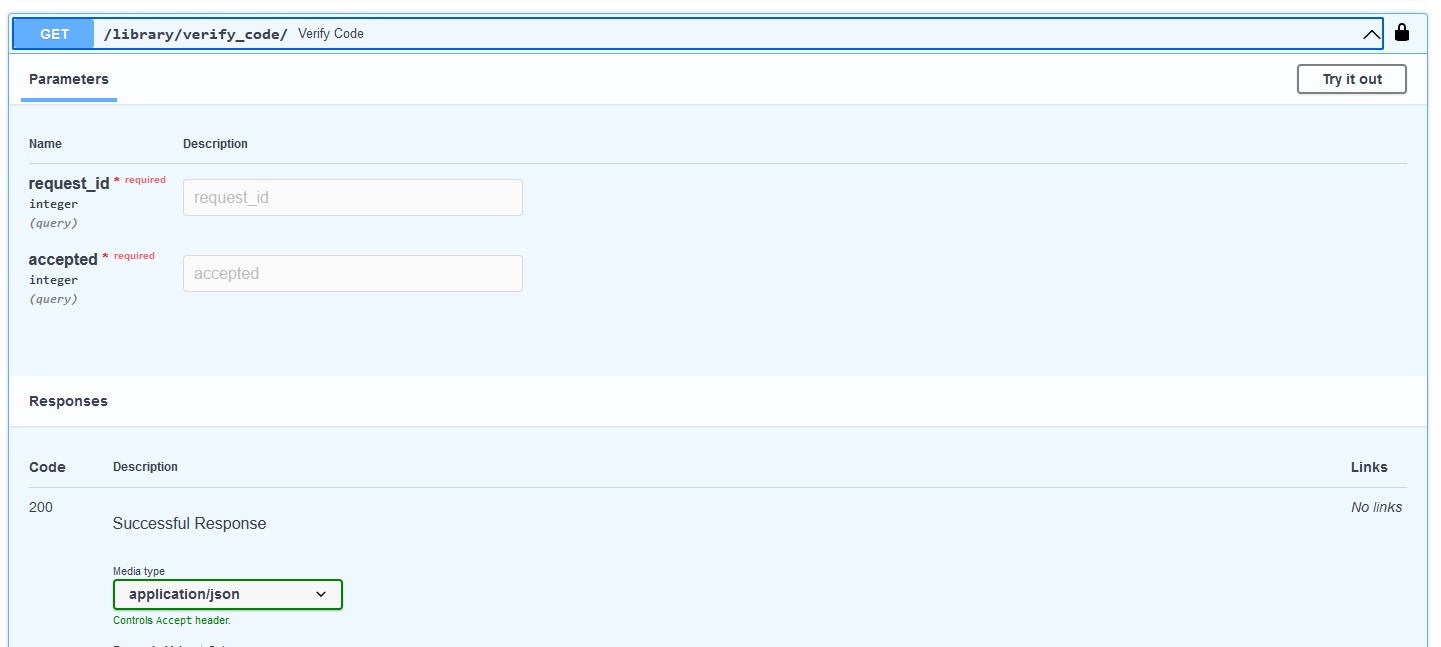 GET /library/verify_code/ Verify Code
Parameters
Try it out
Name Description
request_id * required
integer
(query)
request_id
accepted * required
integer
(query)
accepted
Responses
Code Description Links
200
Successful Response
No links
Media type
application/json
Controls Accept header.